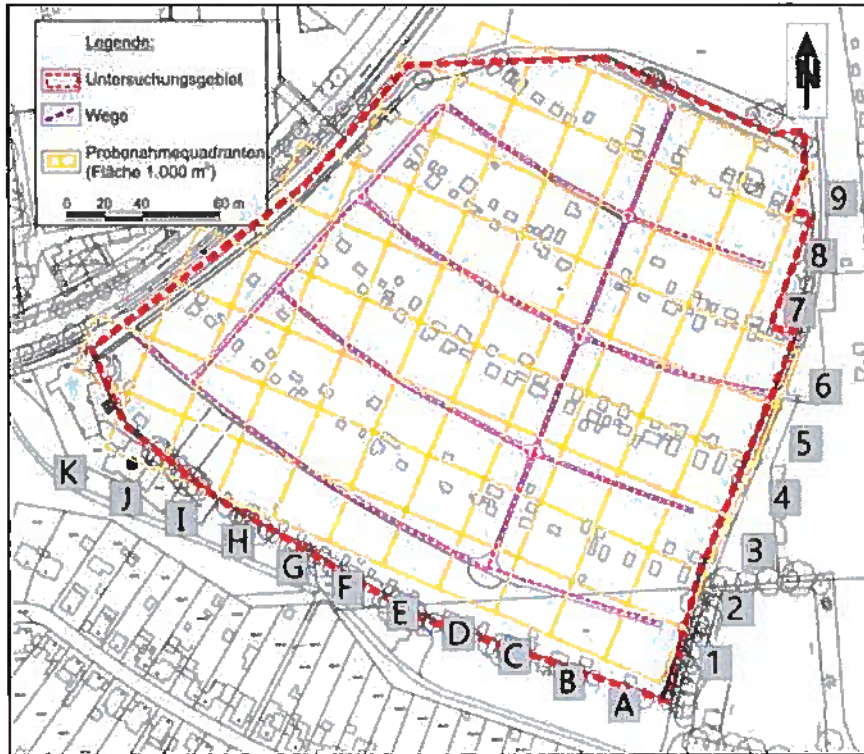 Legende:
Untersuchungsgebiet
Wege
Probenahmequadranten
(Fläche 1.000 m²)
0 20 40 80 m
N
9
8
7
6
5
4
3
2
1
K
J
I
H
G
F
E
D
C
B
A